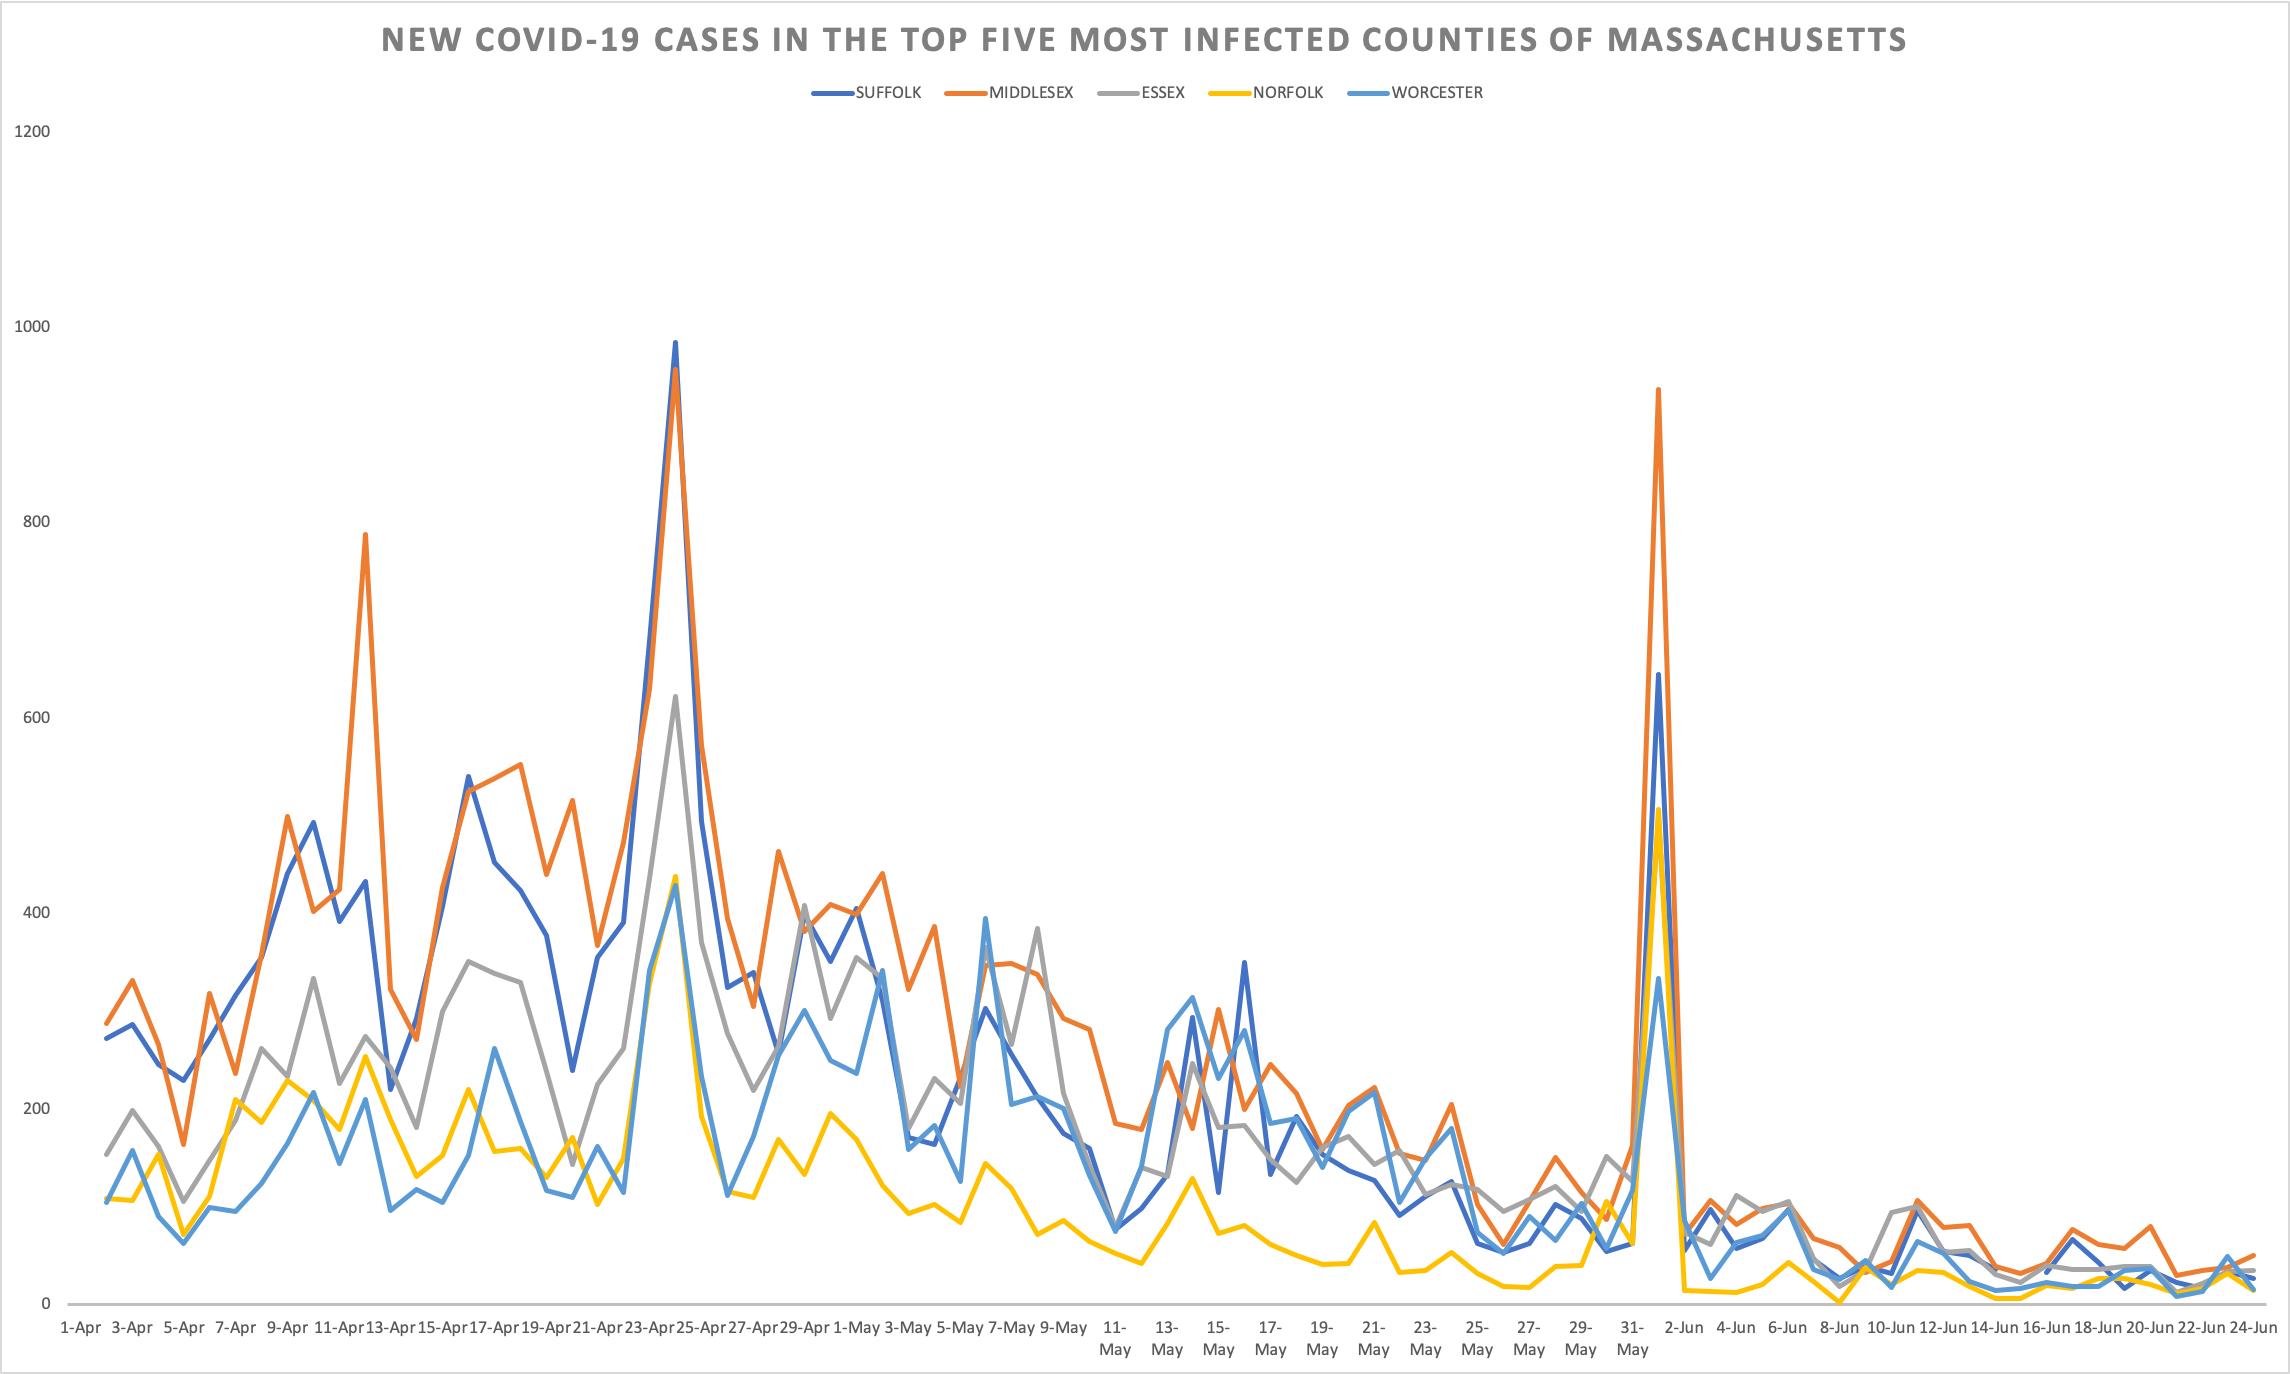 NEW COVID-19 CASES IN THE TOP FIVE MOST INFECTED COUNTIES OF MASSACHUSETTS
SUFFOLK MIDDLESEX ESSEX NORFOLK WORCESTER
1200
1000
800
600
400
200
0
1-Apr 3-Apr 5-Apr 7-Apr 9-Apr 11-Apr 13-Apr 15-Apr 17-Apr 19-Apr 21-Apr 23-Apr 25-Apr 27-Apr 29-Apr 1-May 3-May 5-May 7-May 9-May 11- 13- 15- 17- 19- 21- 23- 25- 27- 29- 31- 2-Jun 4-Jun 6-Jun 8-Jun 10-Jun 12-Jun 14-Jun 16-Jun 18-Jun 20-Jun 22-Jun 24-Jun
May May May May May May May May May May May